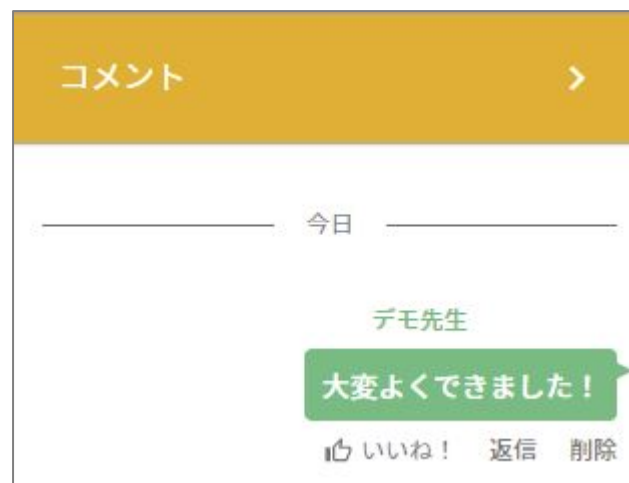 コメント
今日
デモ先生
大変よくできました！
いいね！ 返信 削除